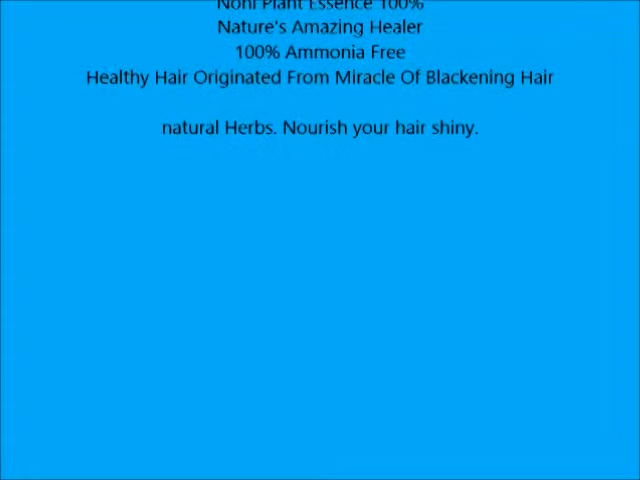 Noni Plant Essence 100%
Nature's Amazing Healer
100% Ammonia Free
Healthy Hair Originated From Miracle Of Blackening Hair
natural Herbs. Nourish your hair shiny.